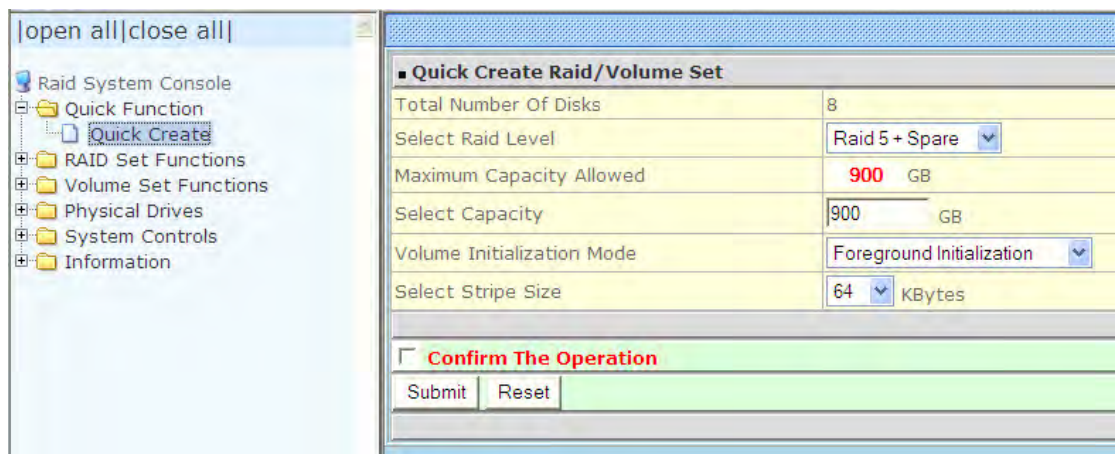 |open all|close all|
Raid System Console
Quick Function
Quick Create
RAID Set Functions
Volume Set Functions
Physical Drives
System Controls
Information
Quick Create Raid/Volume Set
Total Number Of Disks 8
Select Raid Level Raid 5 + Spare
Maximum Capacity Allowed 900 GB
Select Capacity 900 GB
Volume Initialization Mode Foreground Initialization
Select Stripe Size 64 KBytes
Confirm The Operation
Submit Reset